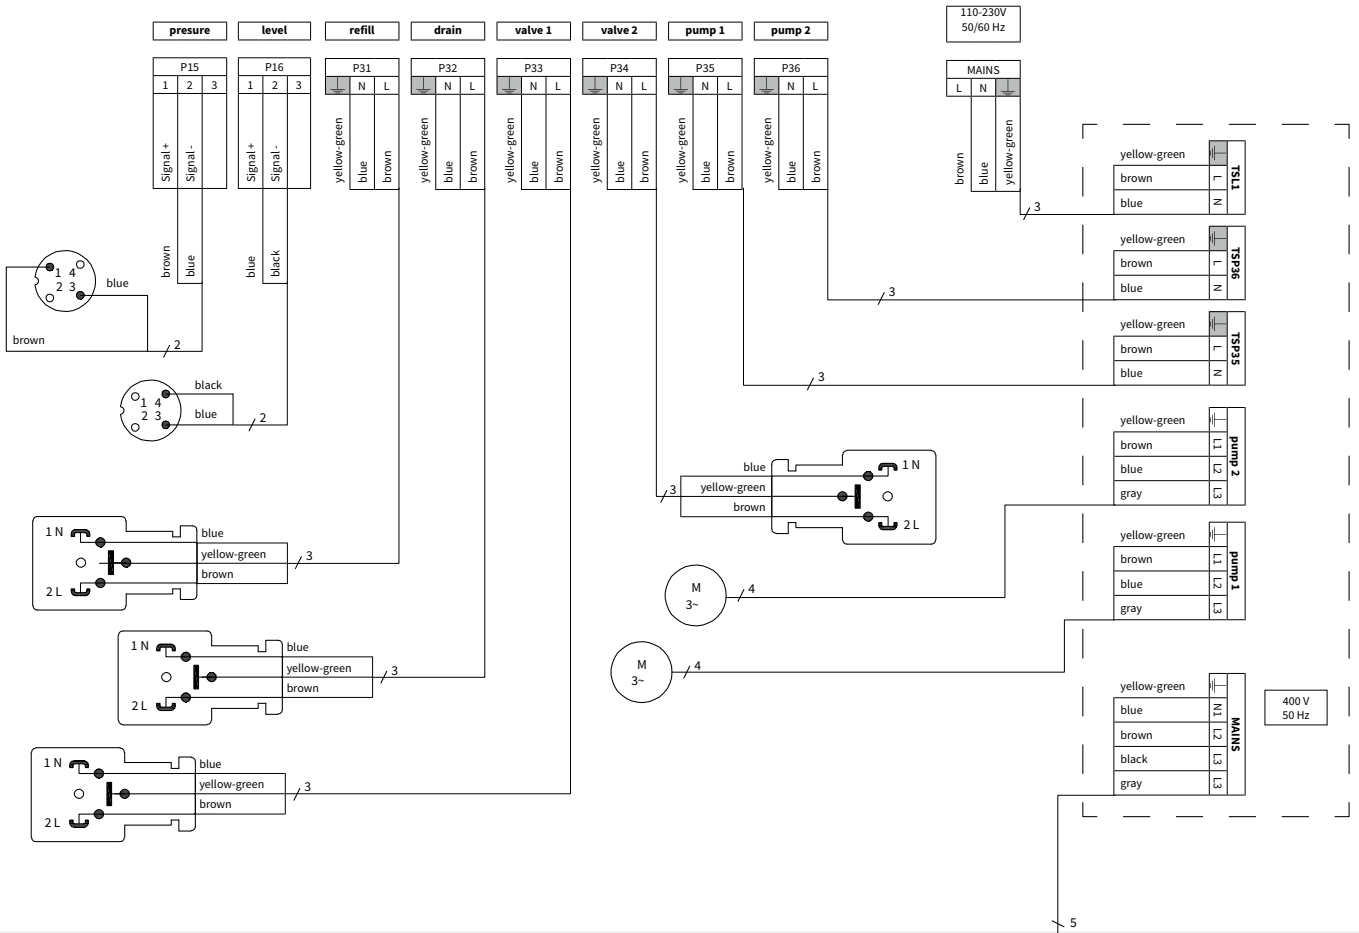 110-230V
50/60 Hz
presure
level
refill
drain
valve 1
valve 2
pump 1
pump 2
P15
1 2 3
Signal +
Signal -
brown
blue
P16
1 2 3
Signal +
Signal -
blue
black
P31
N L
yellow-green
blue
brown
P32
N L
yellow-green
blue
brown
P33
N L
yellow-green
blue
brown
P34
N L
yellow-green
blue
brown
P35
N L
yellow-green
blue
brown
P36
N L
yellow-green
blue
brown
MAINS
L N
brown
blue
yellow-green
3
yellow-green
brown L
blue N
TSL1
yellow-green
brown L
blue N
TSP36
3
yellow-green
brown L
blue N
TSP35
3
1 4
2 3
blue
brown
2
black
1 4
2 3
blue
2
yellow-green
brown L1
blue L2
gray L3
pump 2
blue
yellow-green
brown
3
1 N
2 L
yellow-green
brown L1
blue L2
gray L3
pump 1
1 N
2 L
blue
yellow-green
brown
3
M
3~
4
M
3~
4
1 N
2 L
blue
yellow-green
brown
3
yellow-green
blue N1
brown L2
black L3
gray L3
MAINS
400 V
50 Hz
1 N
2 L
blue
yellow-green
brown
3
5